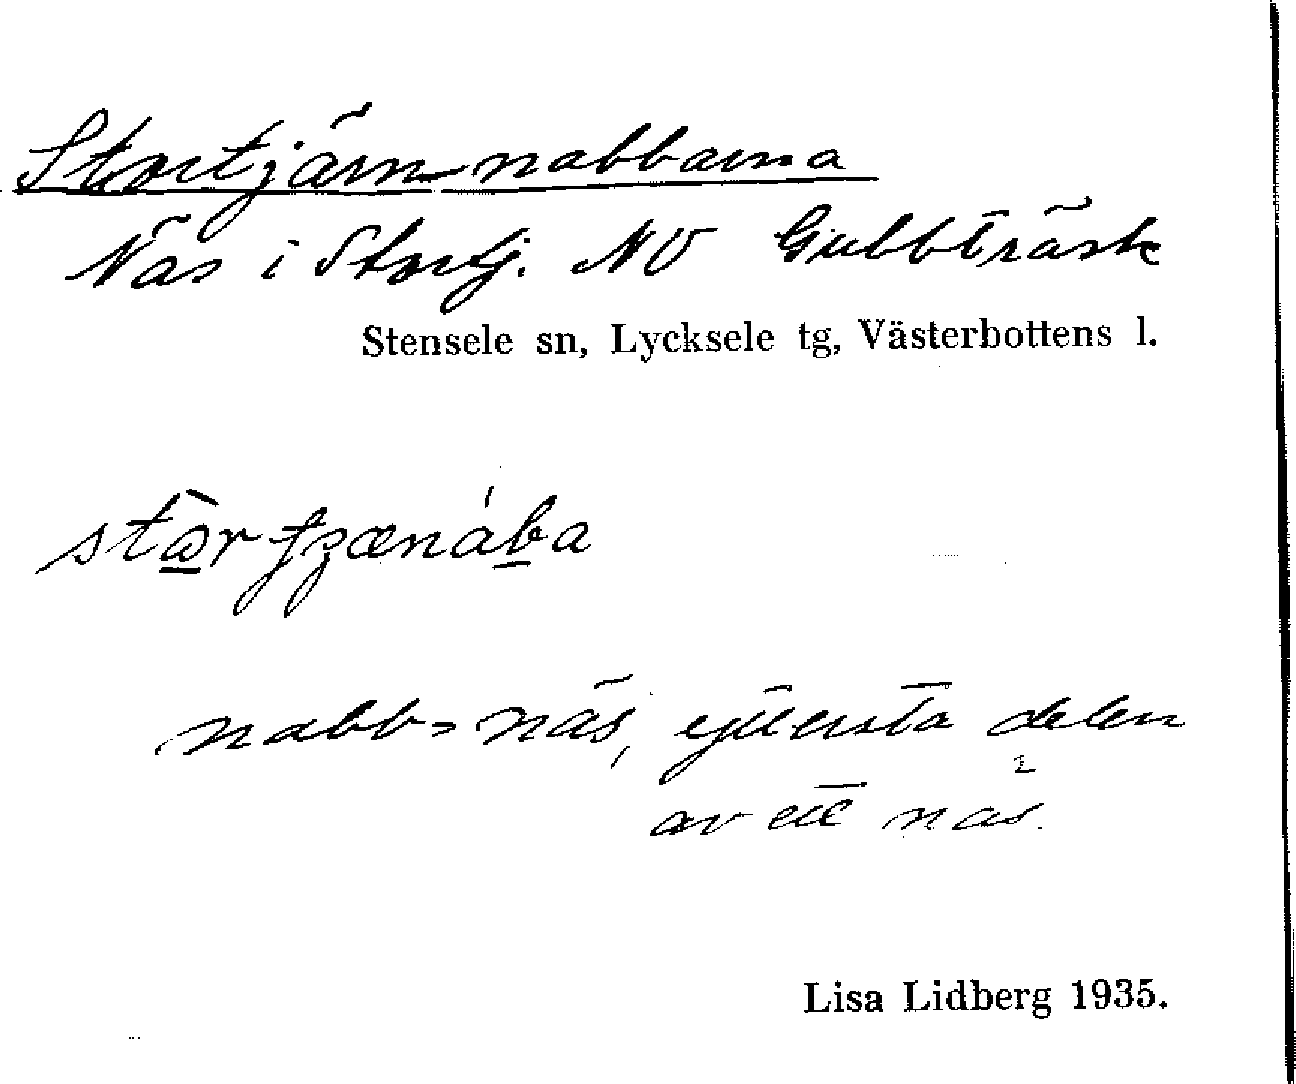 Stortjärn-nabbarna
Näs i Stortj. NV Gubbträsk
Stensele sn, Lycksele tg, Västerbottens l.
nabb = näs, yttersta delen
av ett näs.
Lisa Lidberg 1935.